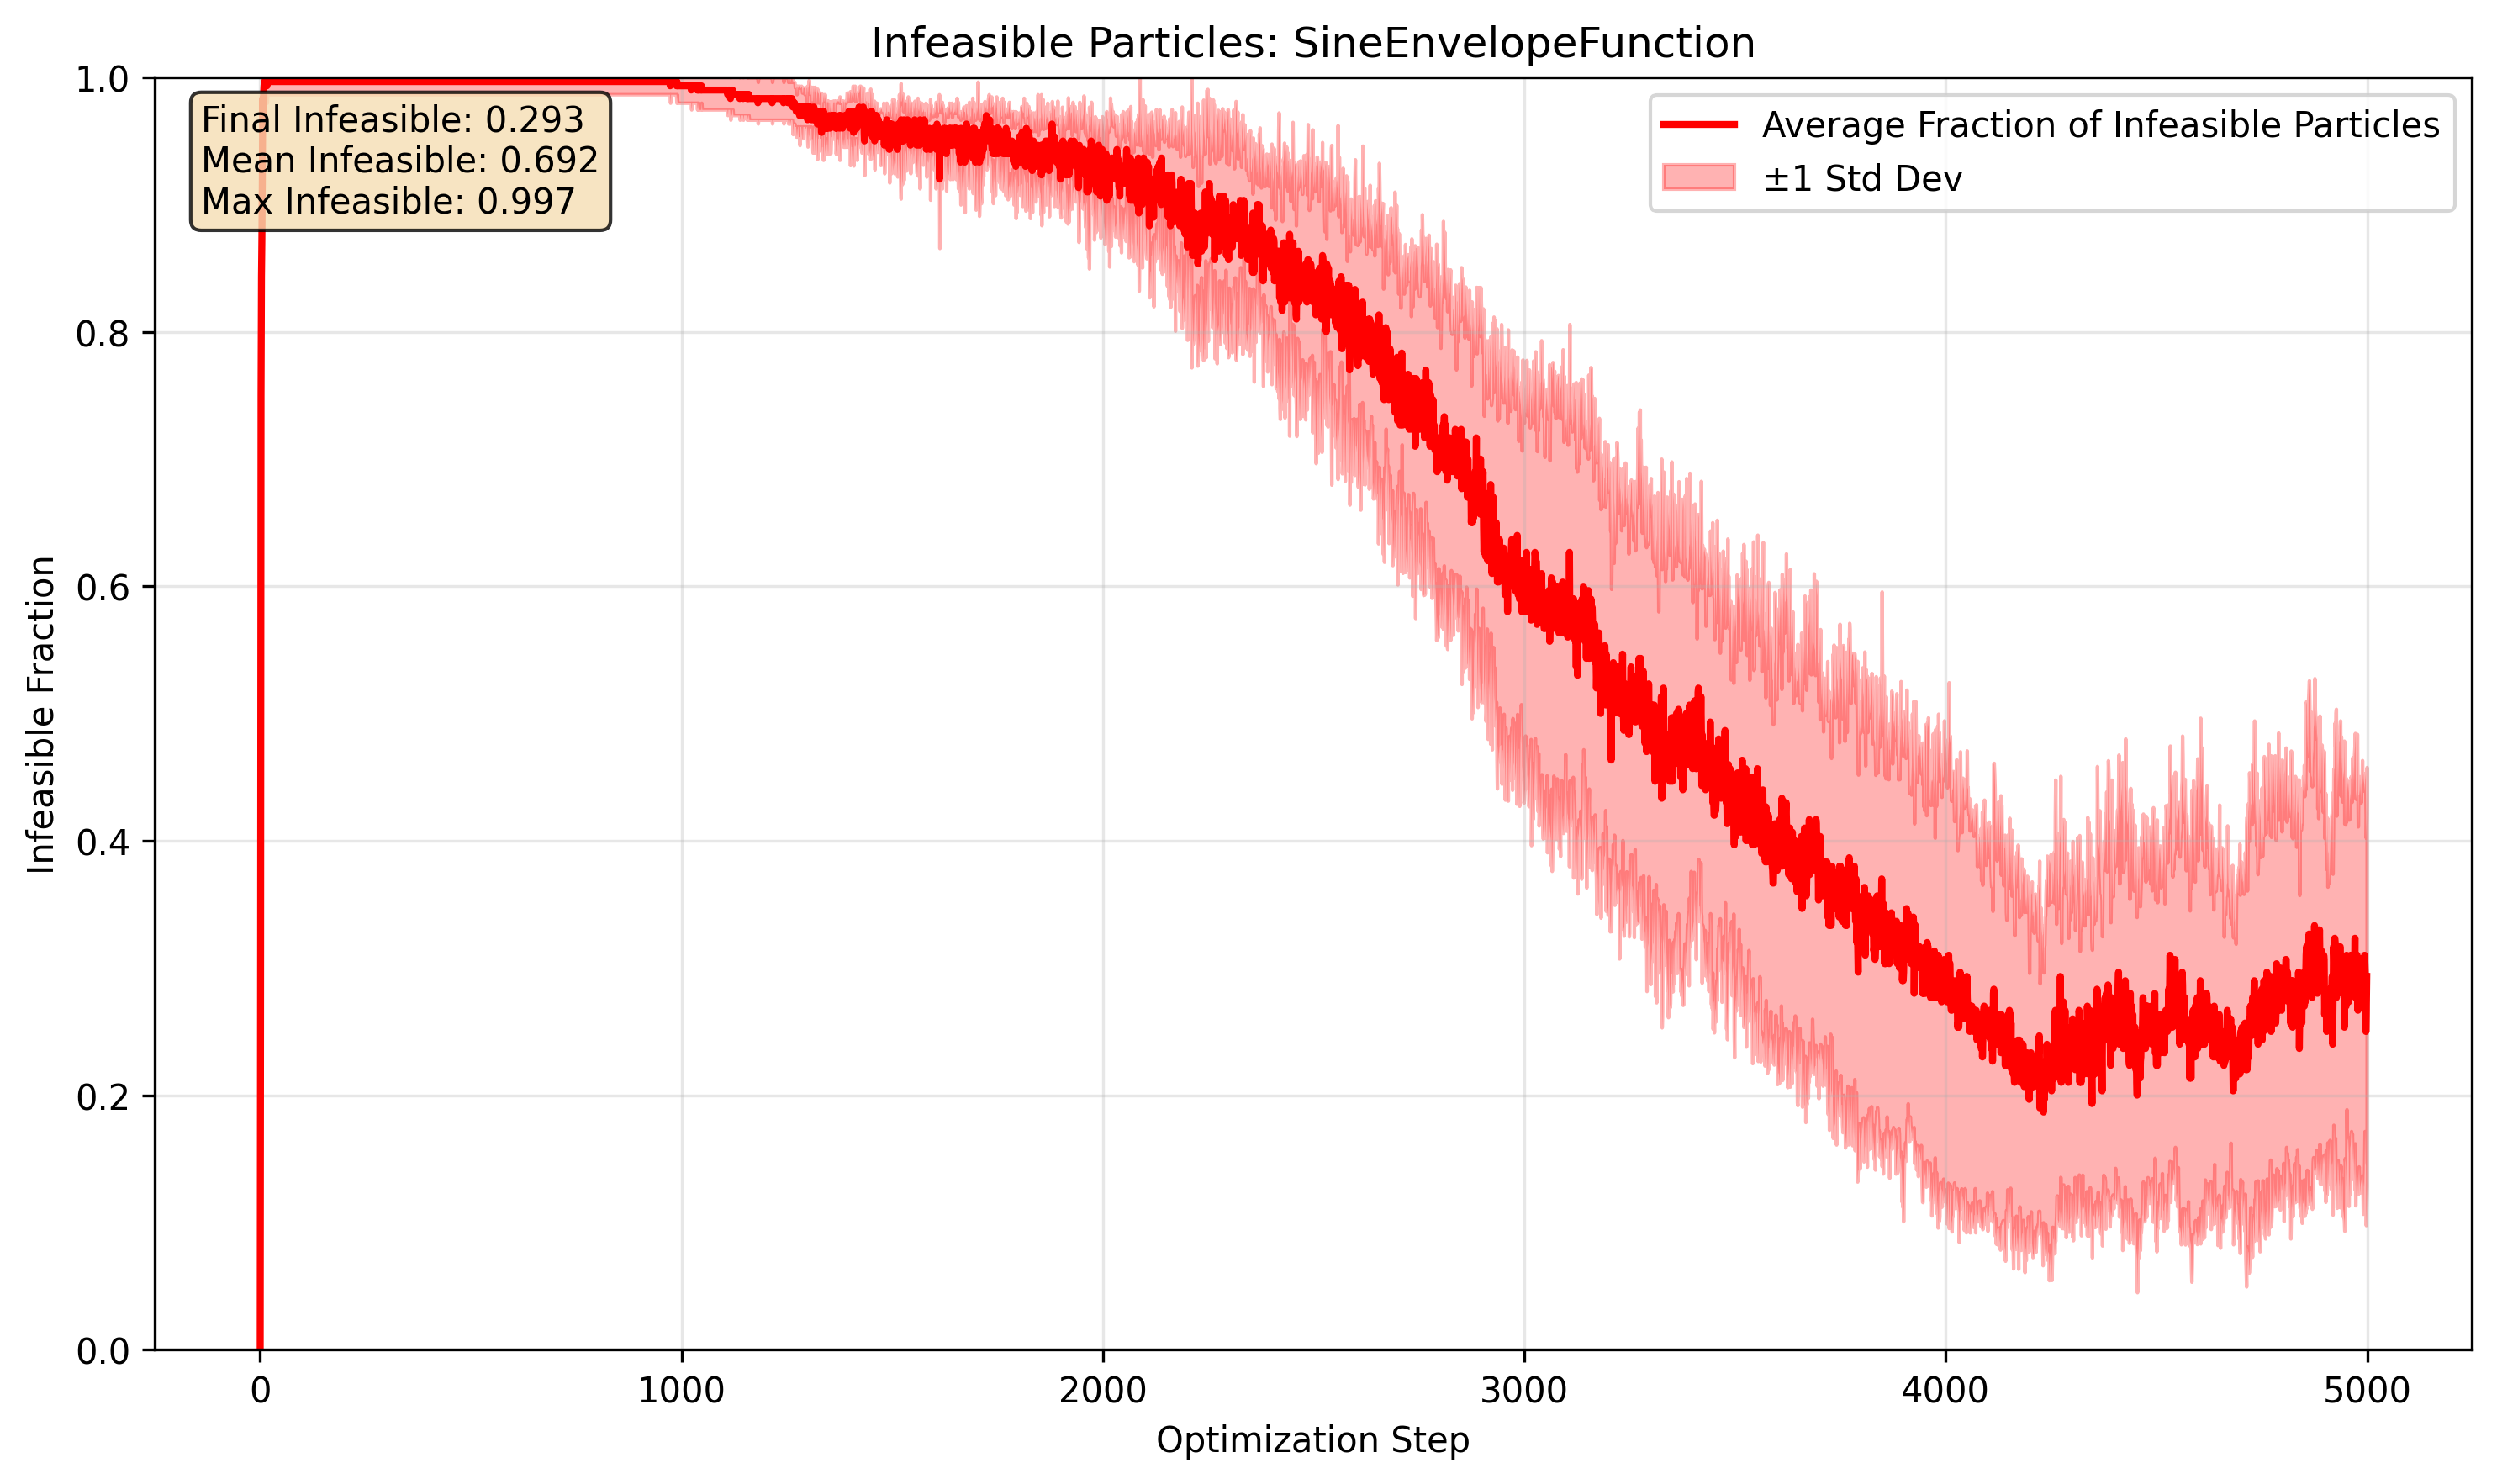 Infeasible Particles: SineEnvelopeFunction
1.0
0.8
0.6
0.4
0.2
0.0
Infeasible Fraction
Final Infeasible: 0.293
Mean Infeasible: 0.692
Max Infeasible: 0.997
Average Fraction of Infeasible Particles
±1 Std Dev
0 1000 2000 3000 4000 5000
Optimization Step